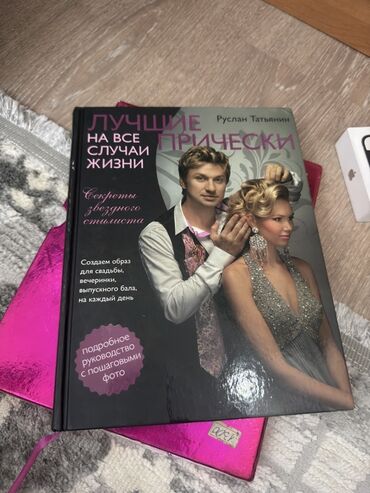 Руслан Татьянин
ЛУЧШИЕ
ПРИЧЕСКИ
НА ВСЕ
СЛУЧАИ
ЖИЗНИ
Секреты
звездного
стилиста
Создаем образ
для свадьбы,
вечеринки,
выпускного бала,
на каждый день
подробное
руководство
с пошаговыми
фото